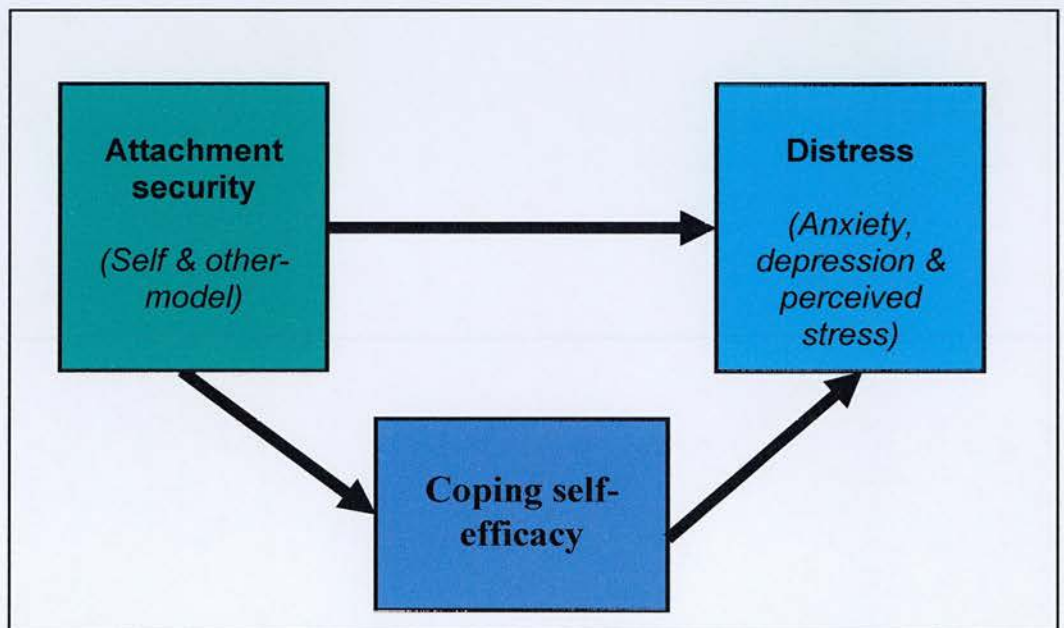 Attachment
security
(Self & other-
model)
Distress
(Anxiety,
depression &
perceived
stress)
Coping self-
efficacy